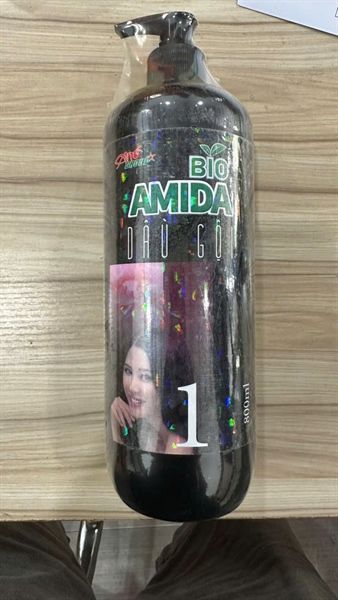 BIO
AMIDA
DẦU GỘI
1
800ml